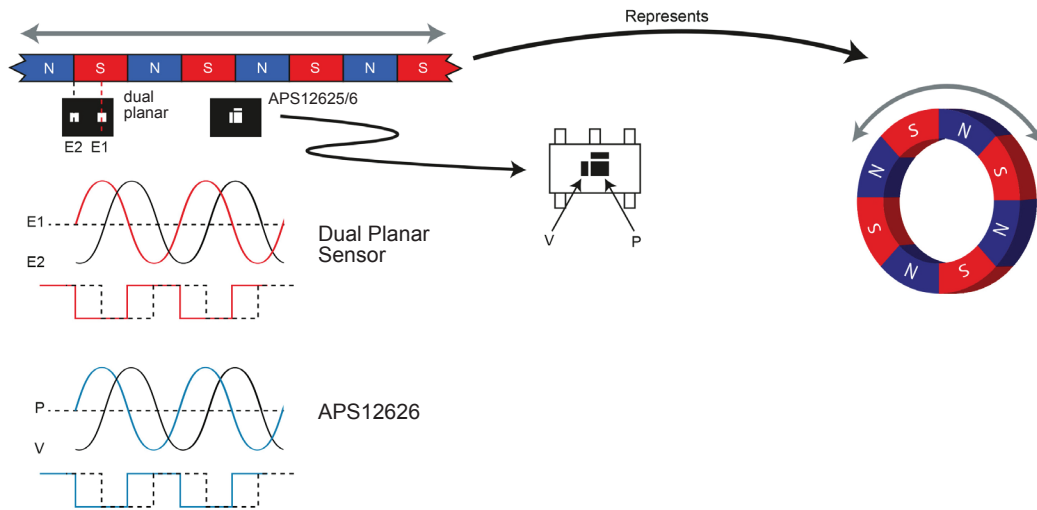 Represents
N S N S N S N S
dual
planar
APS12625/6
E2 E1
V P
S N
N S
S N
N S
E1
E2
Dual Planar
Sensor
P
V
APS12626